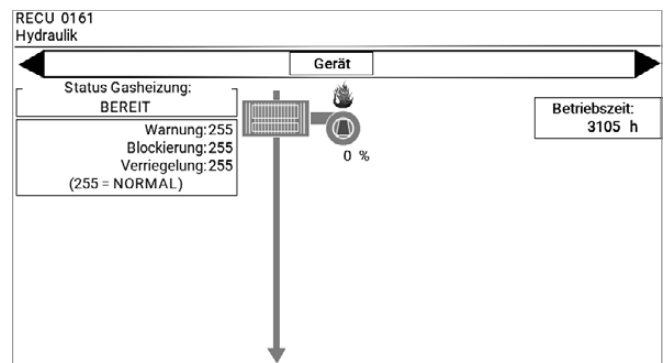 RECU 0161
Hydraulik
Gerät
Status Gasheizung:
BEREIT
Warnung:255
Blockierung:255
Verriegelung:255
(255 = NORMAL)
0 %
Betriebszeit:
3105 h